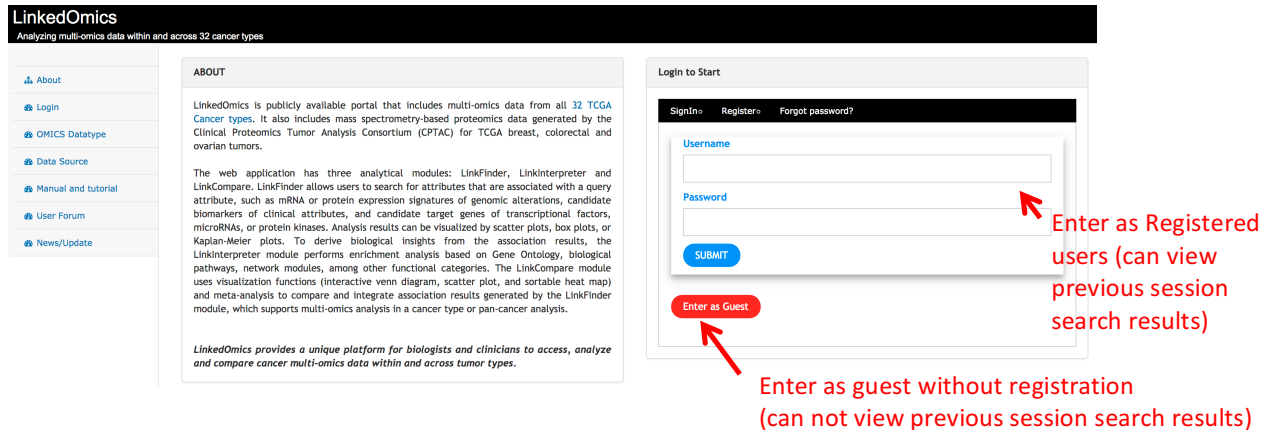 LinkedOmics
Analyzing multi-omics data within and across 32 cancer types
About
Login
OMICS Datatype
Data Source
Manual and tutorial
User Forum
News/Update
ABOUT
LinkedOmics is publicly available portal that includes multi-omics data from all 32 TCGA
Cancer types. It also includes mass spectrometry-based proteomics data generated by the
Clinical Proteomics Tumor Analysis Consortium (CPTAC) for TCGA breast, colorectal and
ovarian tumors.
The web application has three analytical modules: LinkFinder, LinkInterpreter and
LinkCompare. LinkFinder allows users to search for attributes that are associated with a query
attribute, such as mRNA or protein expression signatures of genomic alterations, candidate
biomarkers of clinical attributes, and candidate target genes of transcriptional factors,
microRNAs, or protein kinases. Analysis results can be visualized by scatter plots, box plots, or
Kaplan-Meier plots. To derive biological insights from the association results, the
LinkInterpreter module performs enrichment analysis based on Gene Ontology, biological
pathways, network modules, among other functional categories. The LinkCompare module
uses visualization functions (interactive venn diagram, scatter plot, and sortable heat map)
and meta-analysis to compare and integrate association results generated by the LinkFinder
module, which supports multi-omics analysis in a cancer type or pan-cancer analysis.
LinkedOmics provides a unique platform for biologists and clinicians to access, analyze
and compare cancer multi-omics data within and across tumor types.
Login to Start
SignIn Register Forgot password?
Username
Password
SUBMIT
Enter as Guest
Enter as Registered
users (can view
previous session
search results)
Enter as guest without registration
(can not view previous session search results)